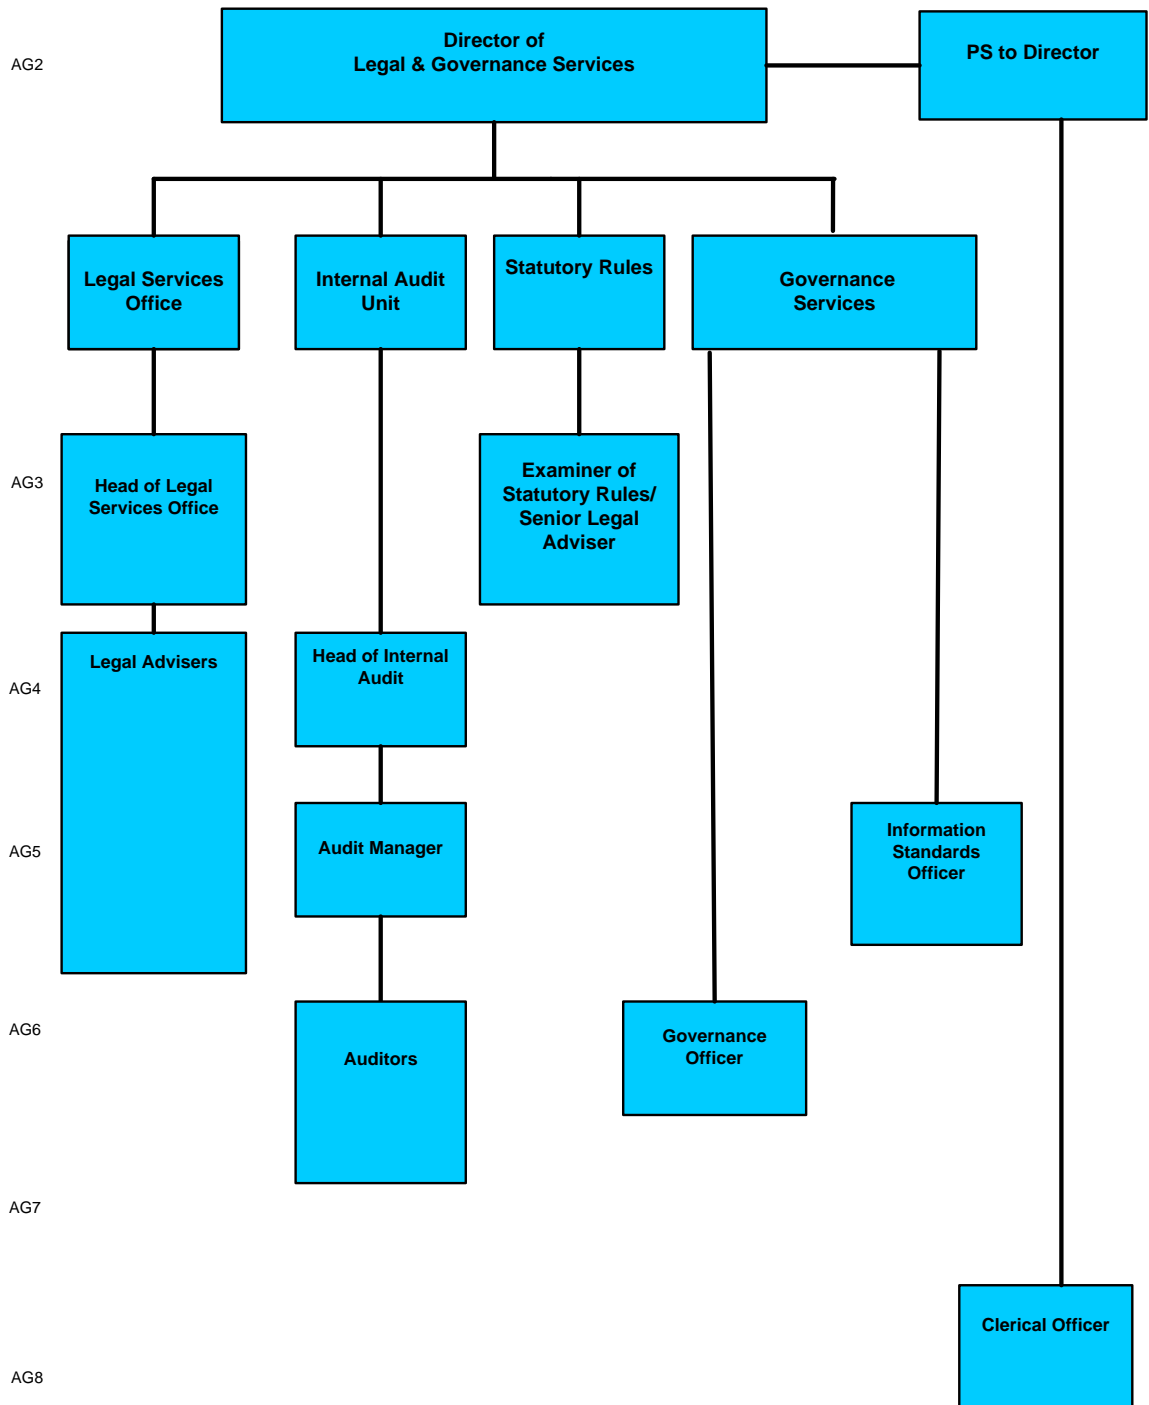 Director of
Legal & Governance Services
PS to Director
AG2
Legal Services
Office
Internal Audit
Unit
Statutory Rules
Governance
Services
AG3
Head of Legal
Services Office
Examiner of
Statutory Rules/
Senior Legal
Adviser
Legal Advisers
Head of Internal
Audit
AG4
Audit Manager
Information
Standards
Officer
AG5
AG6
Auditors
Governance
Officer
AG7
Clerical Officer
AG8